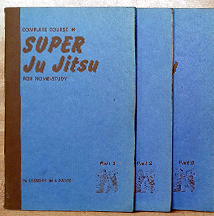 COMPLETE COURSE IN
SUPER
Ju Jitsu
FOR HOME-STUDY
Part 1
Part 2
Part 3